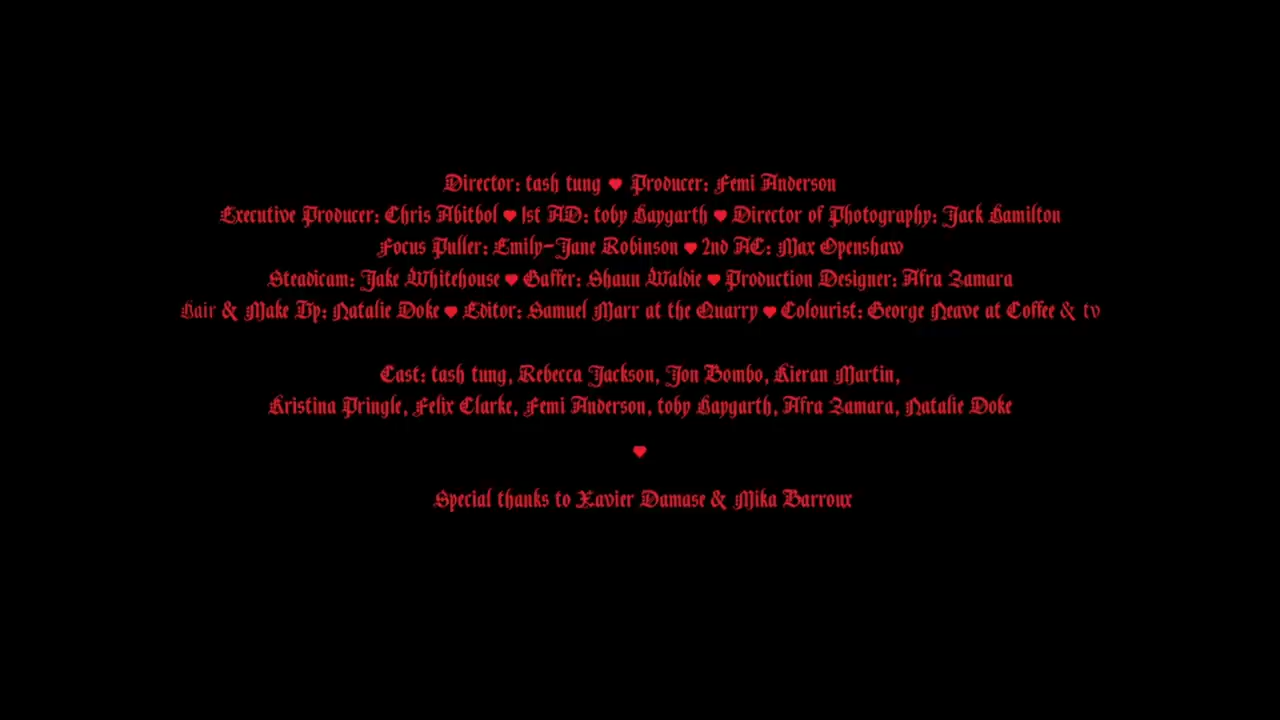 Director: tash tung ♥ Producer: Femi Anderson
Executive Producer: Chris Abitbol ♥ 1st AD: toby Haygarth ♥ Director of Photography: Jack Hamilton
Focus Puller: Emily-Jane Robinson ♥ 2nd AC: Max Openshaw
Steadicam: Jake Whitehouse ♥ Gaffer: Shaun Waldie ♥ Production Designer: Afra Zamara
Hair & Make Up: Natalie Doke ♥ Editor: Samuel Marr at the Quarry ♥ Colourist: George Neave at Coffee & tv
Cast: tash tung, Rebecca Jackson, Jon Bombo, Kieran Martin,
Kristina Pringle, Felix Clarke, Femi Anderson, toby Haygarth, Afra Zamara, Natalie Doke
♥
Special thanks to Xavier Damase & Mika Barroux